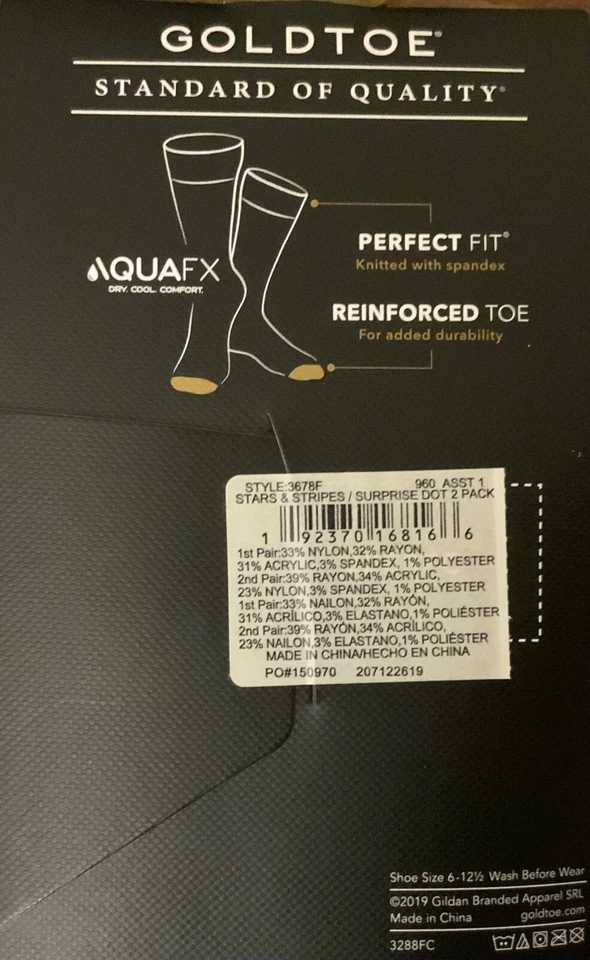 GOLDTOE®
STANDARD OF QUALITY®
AQUAFX
DRY. COOL. COMFORT.
PERFECT FIT®
Knitted with spandex
REINFORCED TOE
For added durability
STYLE:3678F 960 ASST 1
STARS & STRIPES / SURPRISE DOT 2 PACK
1 92370 16816 6
1st Pair:33% NYLON,32% RAYON,
31% ACRYLIC,3% SPANDEX, 1% POLYESTER
2nd Pair:39% RAYON,34% ACRYLIC,
23% NYLON,3% SPANDEX, 1% POLYESTER
1st Pair:33% NAILON,32% RAYÓN,
31% ACRÍLICO,3% ELASTANO,1% POLIÉSTER
2nd Pair:39% RAYÓN,34% ACRÍLICO,
23% NAILON,3% ELASTANO,1% POLIÉSTER
MADE IN CHINA/HECHO EN CHINA
PO#150970 207122619
Shoe Size 6-12½ Wash Before Wear
©2019 Gildan Branded Apparel SRL
Made in China goldtoe.com
3288FC